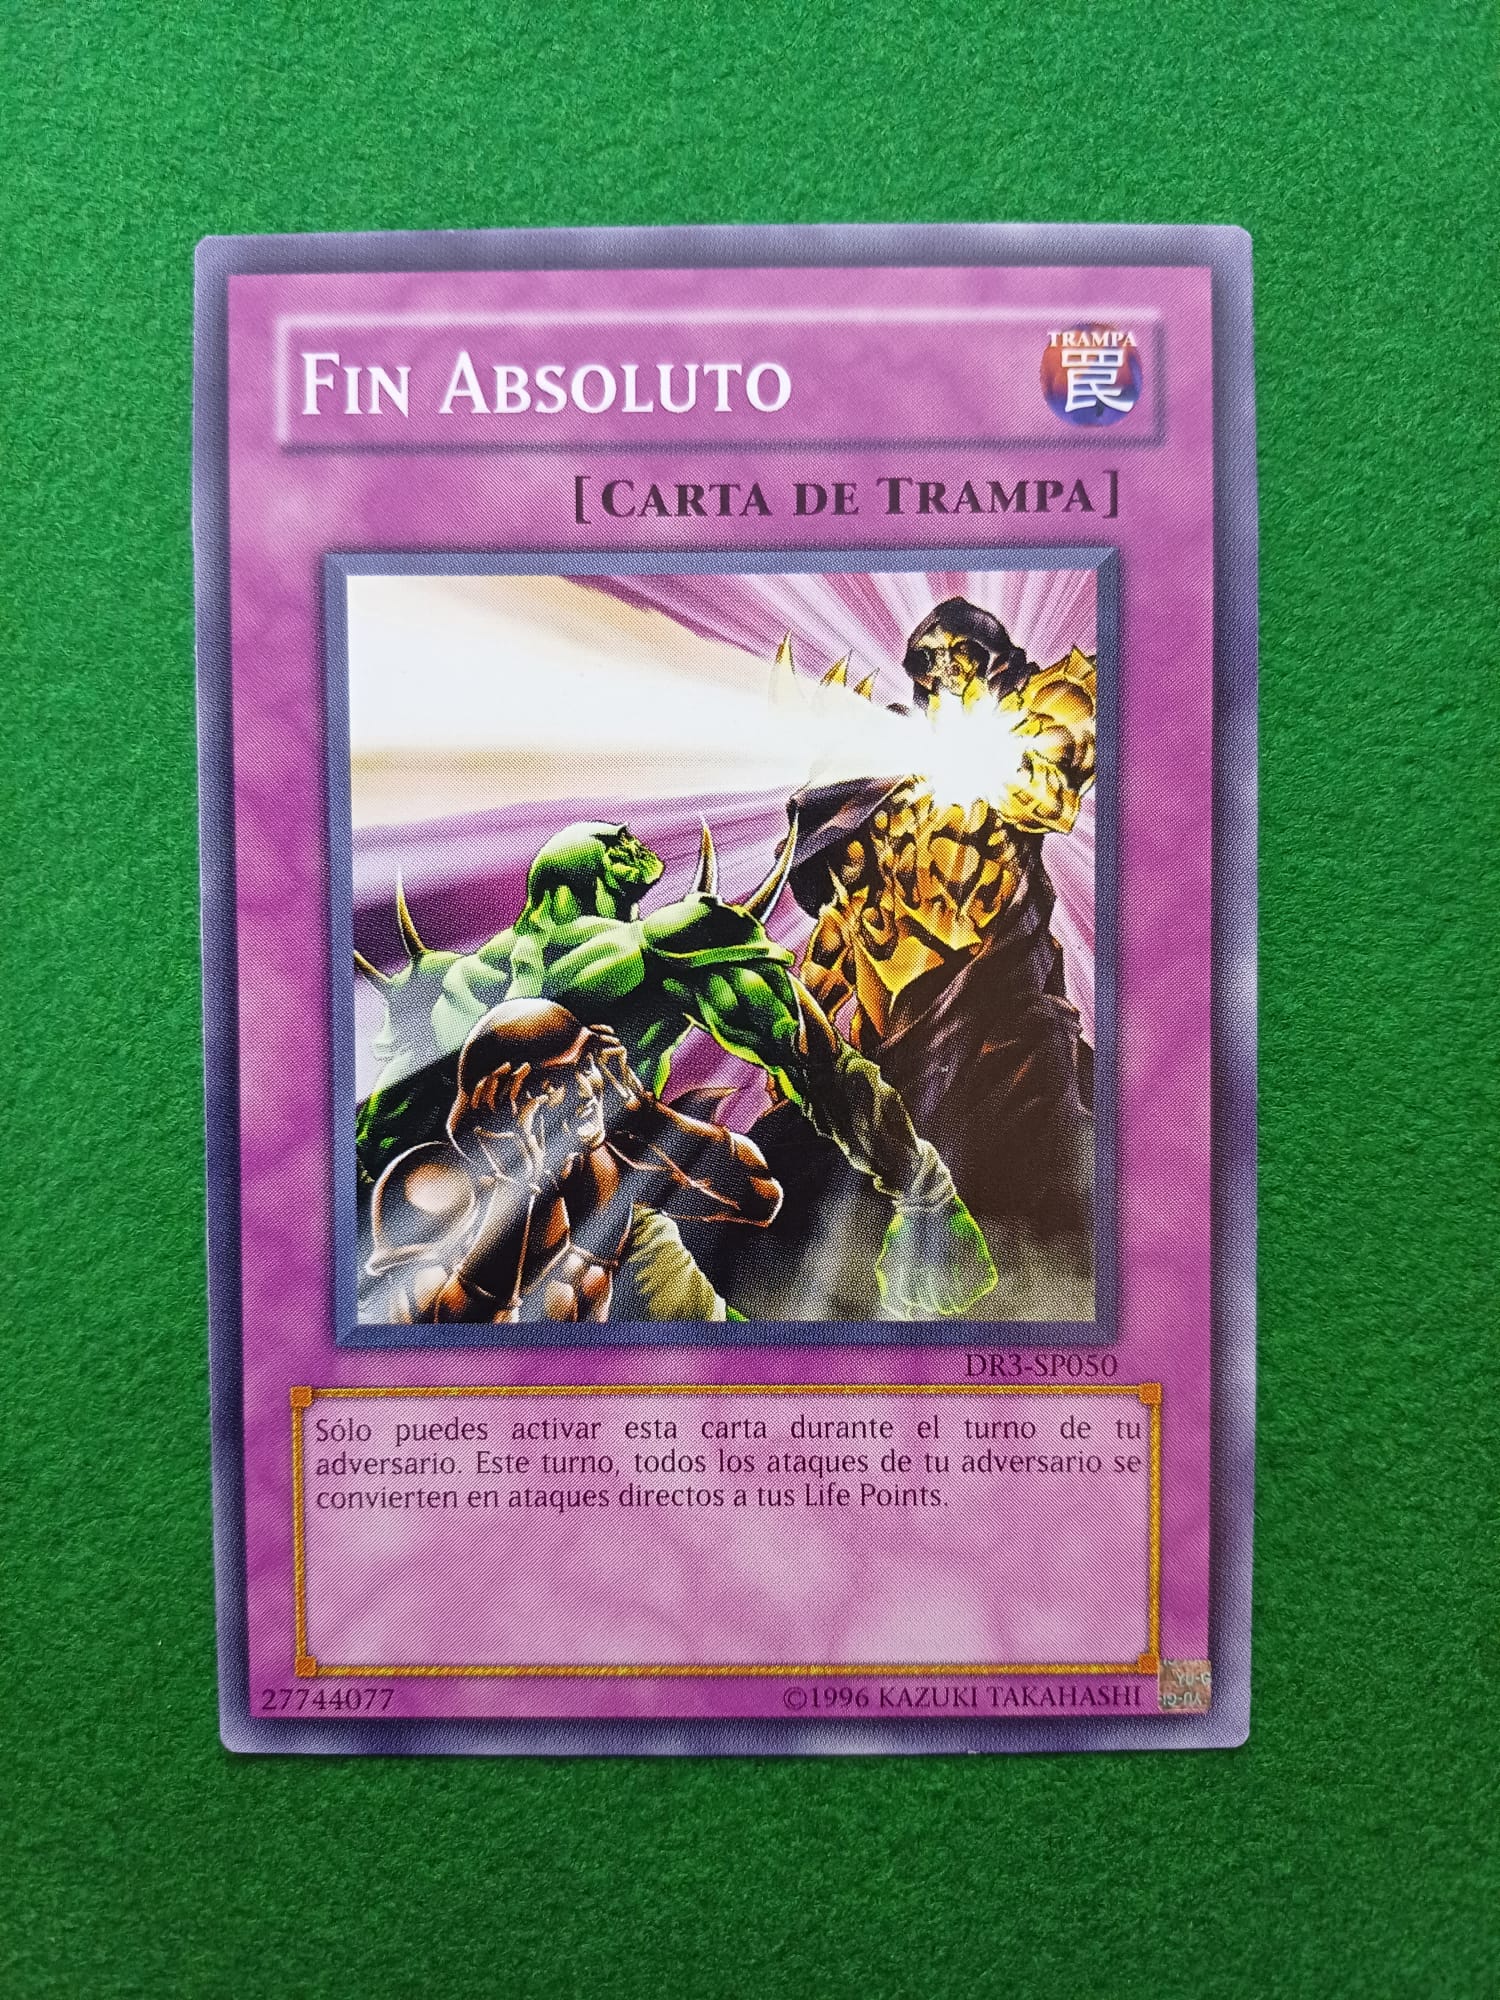 Fin Absoluto
TRAMPA
罠
[Carta de Trampa]
DR3-SP050
Sólo puedes activar esta carta durante el turno de tu
adversario. Este turno, todos los ataques de tu adversario se
convierten en ataques directos a tus Life Points.
27744077
©1996 KAZUKI TAKAHASHI